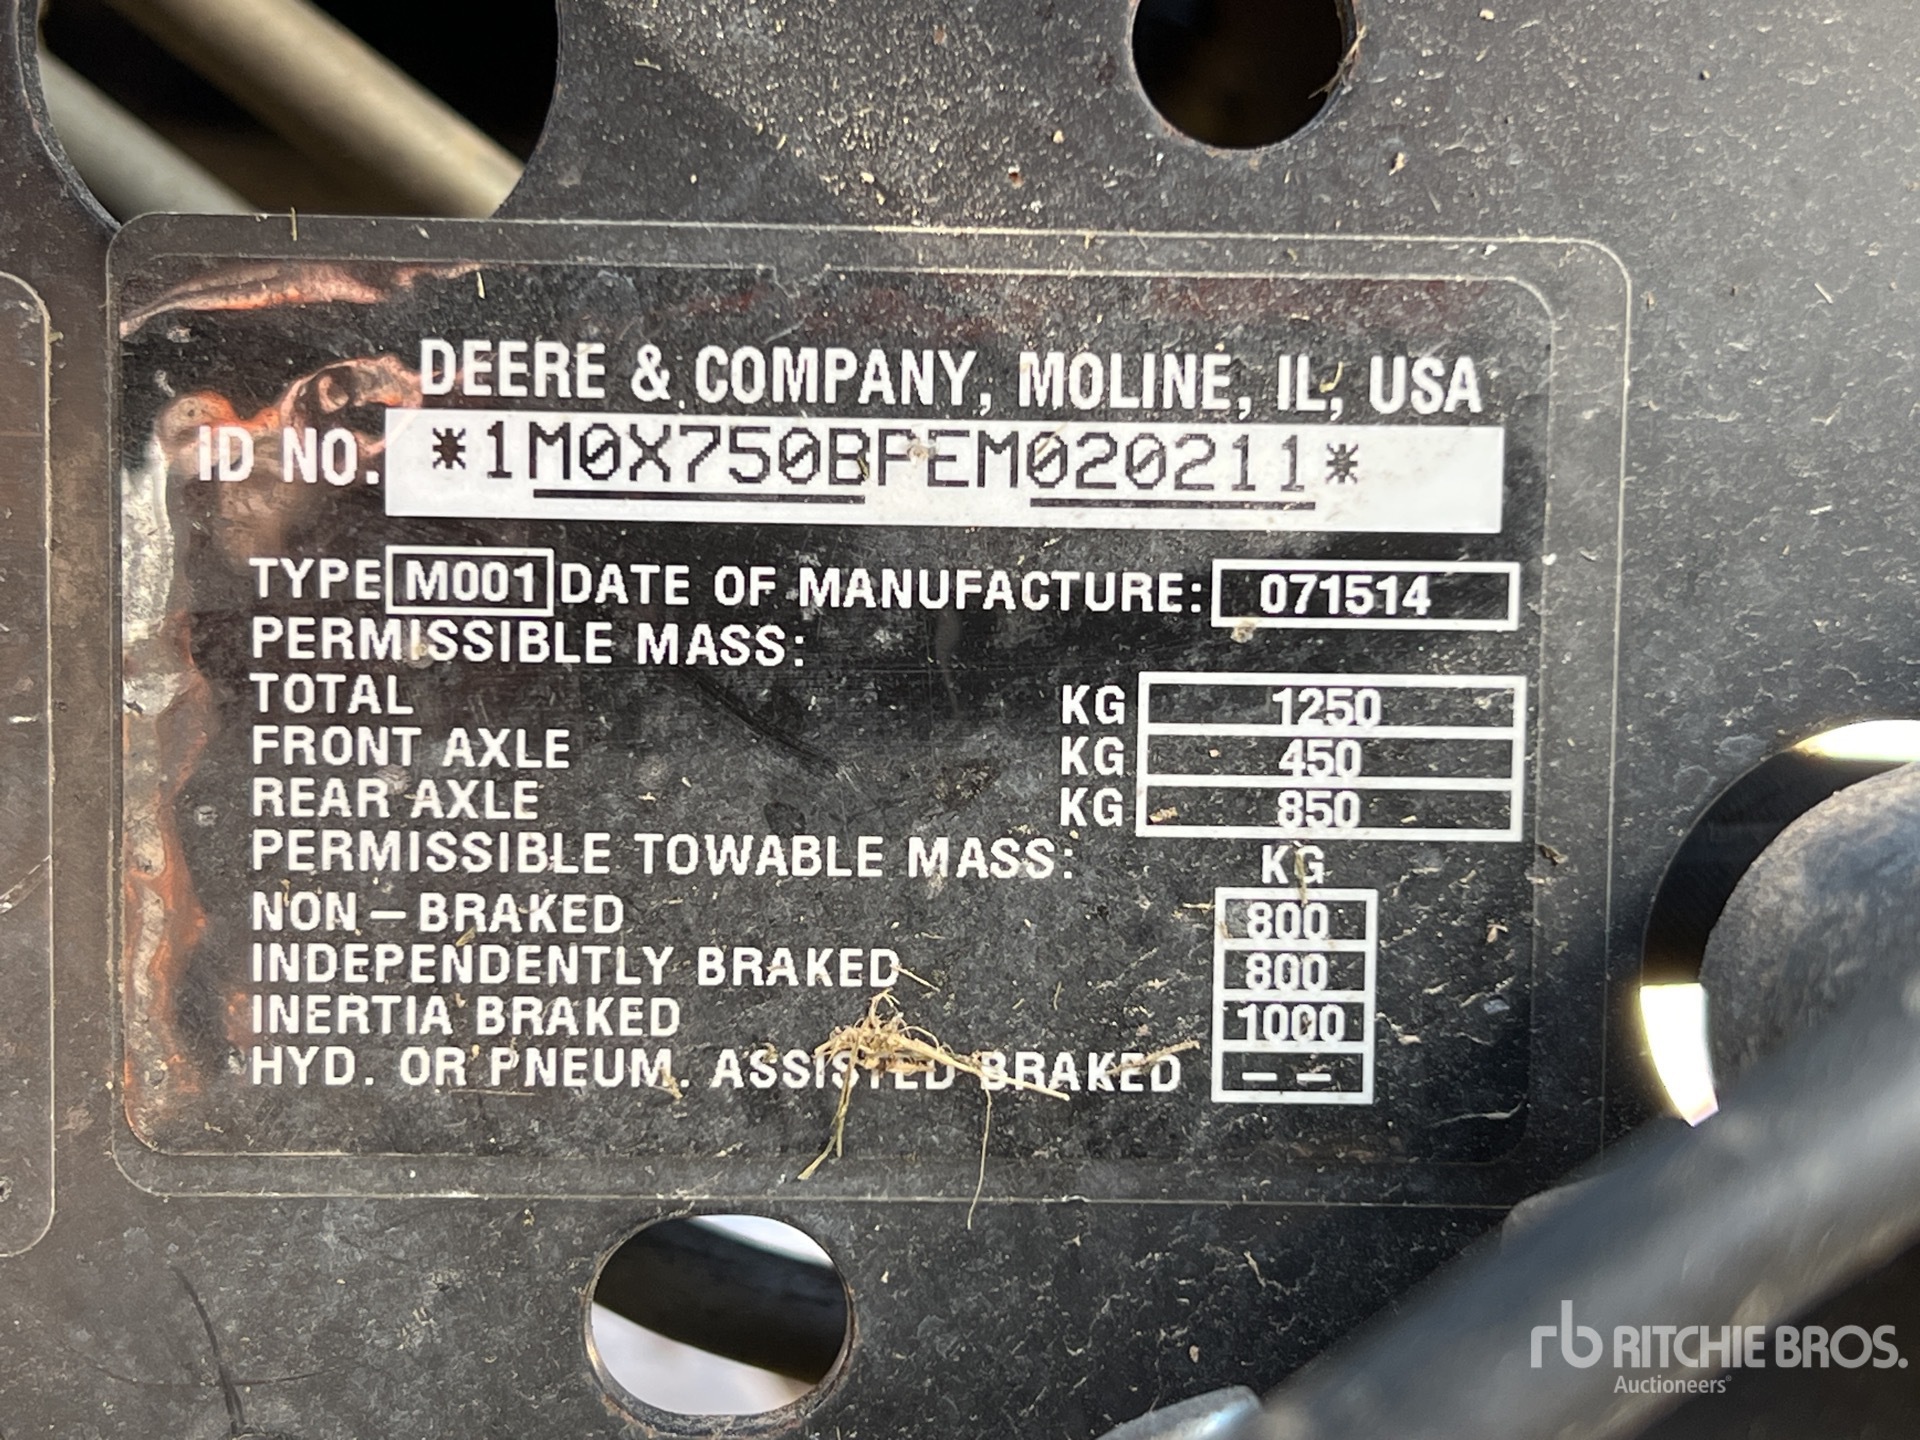 DEERE & COMPANY, MOLINE, IL, USA
ID NO. *1M0X750BPEM020211*
TYPE M001 DATE OF MANUFACTURE: 071514
PERMISSIBLE MASS:
TOTAL KG 1250
FRONT AXLE KG 450
REAR AXLE KG 850
PERMISSIBLE TOWABLE MASS: KG
NON-BRAKED 800
INDEPENDENTLY BRAKED 800
INERTIA BRAKED 1000
HYD. OR PNEUM. ASSISTED BRAKED --
rb RITCHIE BROS.
Auctioneers®